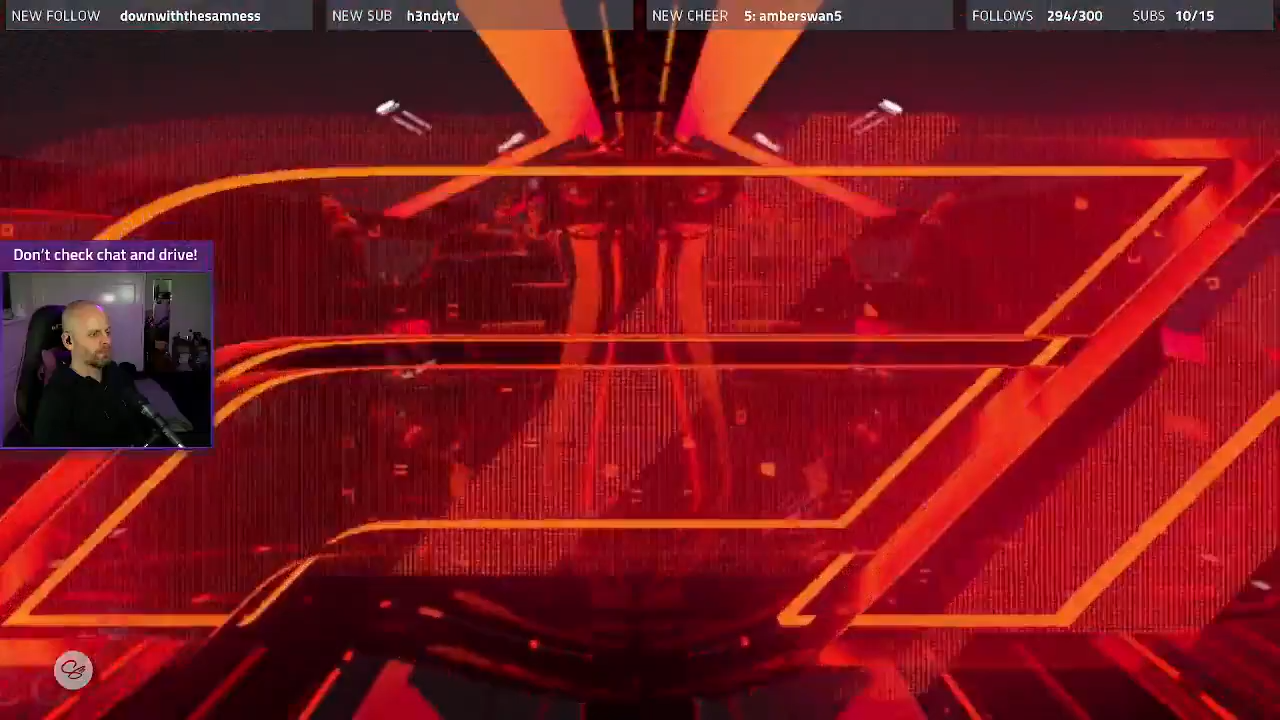 NEW FOLLOW downwiththesamness NEW SUB h3ndytv NEW CHEER 5: amberswan5 FOLLOWS 294/300 SUBS 10/15
Don't check chat and drive!